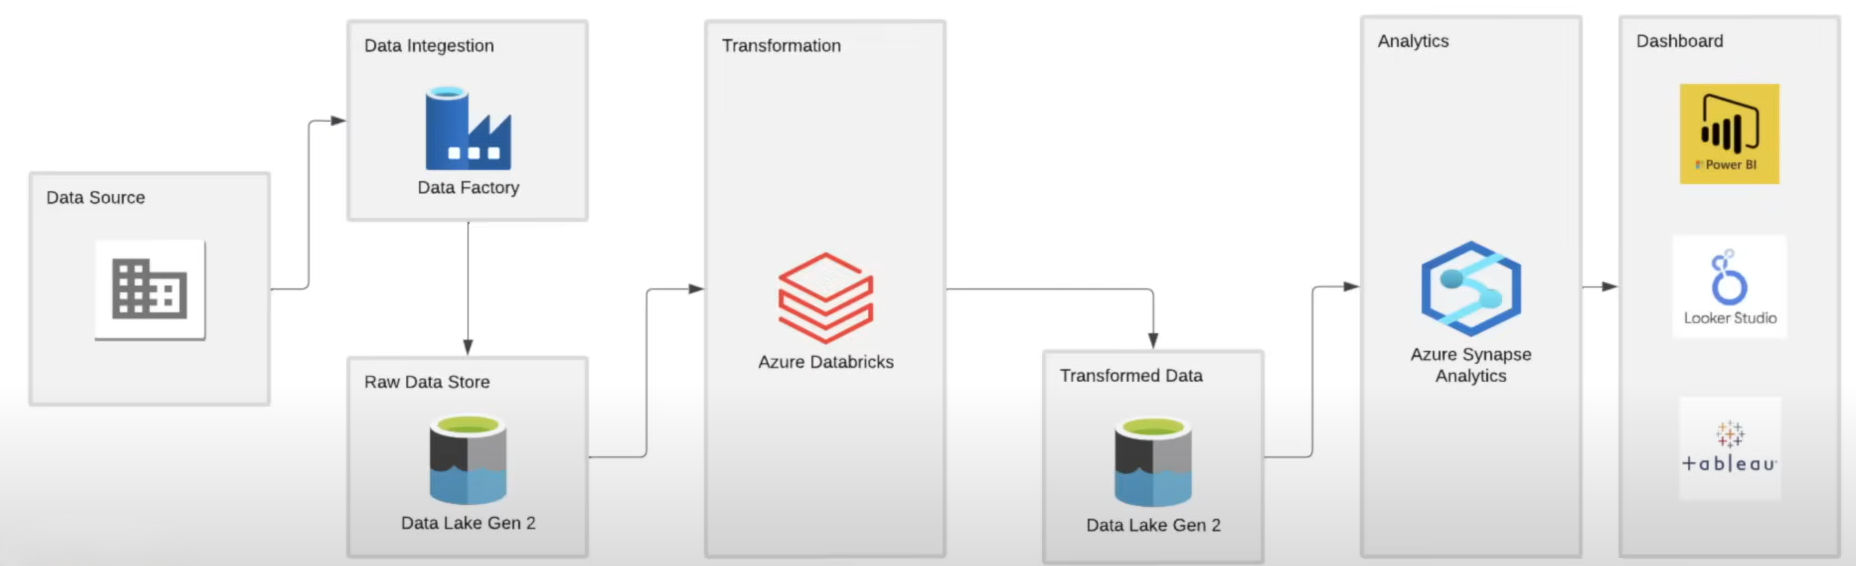 Data Source
Data Integestion
Data Factory
Raw Data Store
Data Lake Gen 2
Transformation
Azure Databricks
Transformed Data
Data Lake Gen 2
Analytics
Azure Synapse
Analytics
Dashboard
Power BI
Looker Studio
+ableau